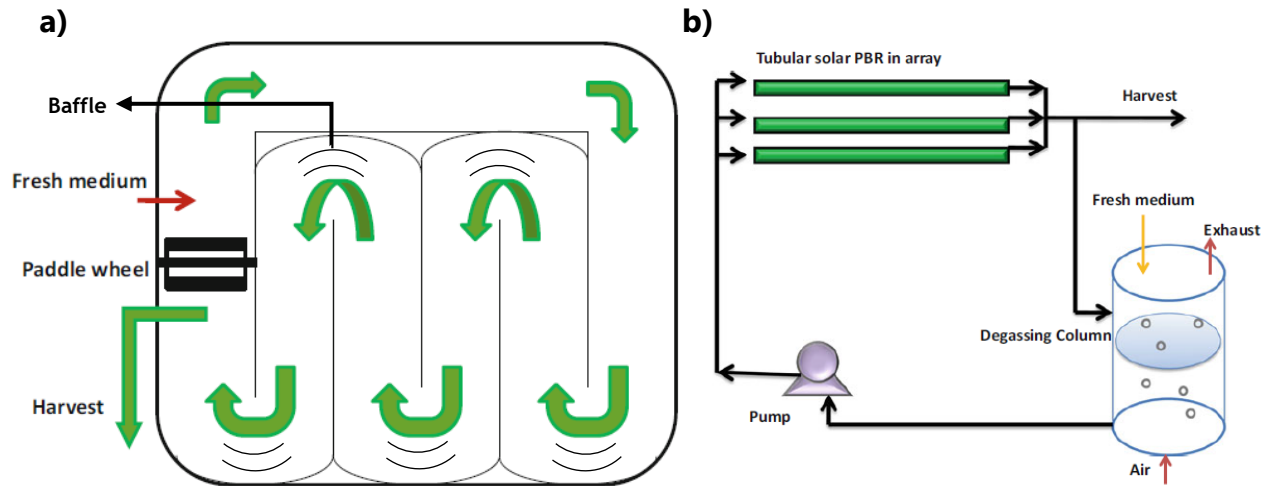 a)
Baffle
Fresh medium
Paddle wheel
Harvest
b)
Tubular solar PBR in array
Harvest
Fresh medium
Exhaust
Degassing Column
Pump
Air